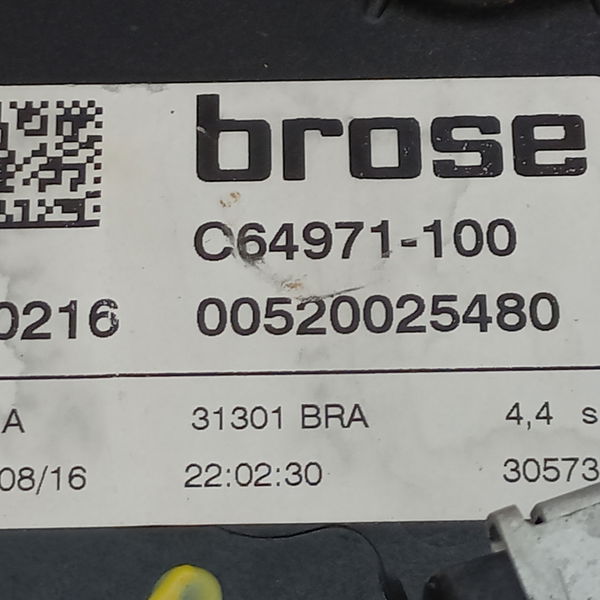 brose
C64971-100
0216 00520025480
A 31301 BRA 4,4 s
08/16 22:02:30 30573